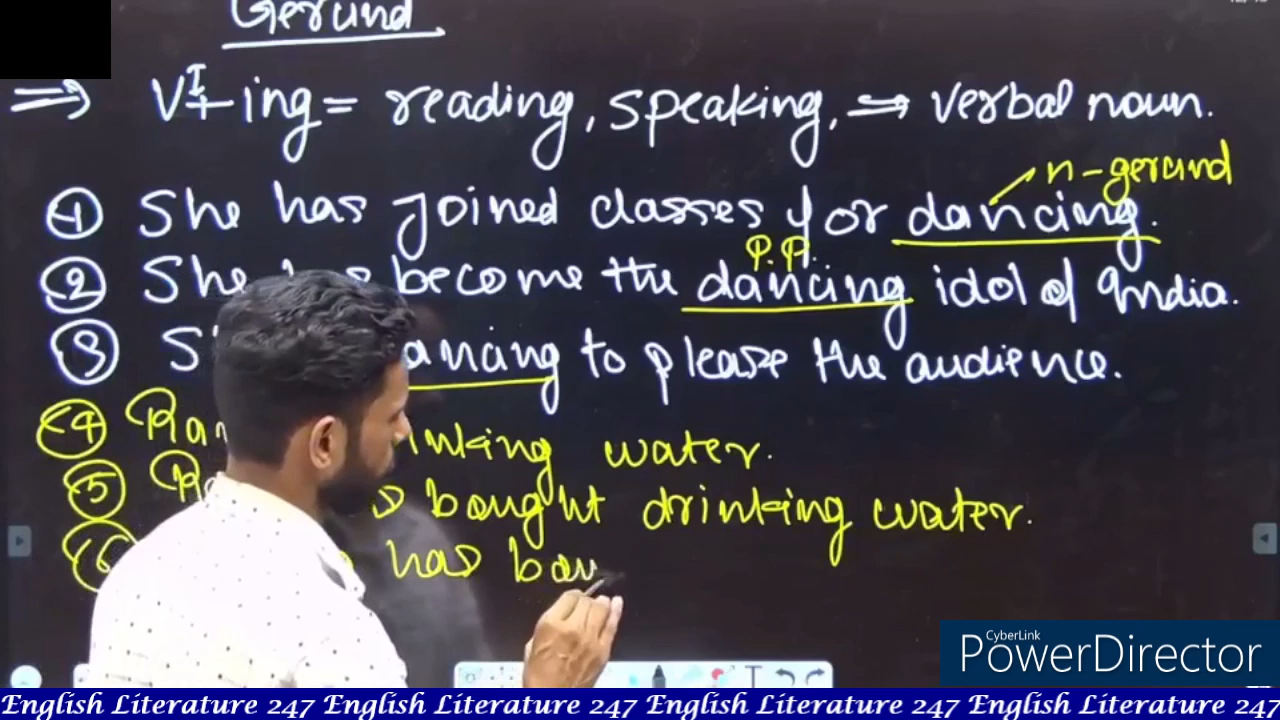 Gerund
⇒ V^I + ing = reading, speaking, → verbal noun.
n-gerund
① She has joined classes for dancing.
P.P.
② She become the dancing idol of India.
③ to please the audience.
④ water.
⑤ bought drinking water.
⑥ has
CyberLink
PowerDirector
English Literature 247 English Literature 247 English Literature 247 English Literature 247